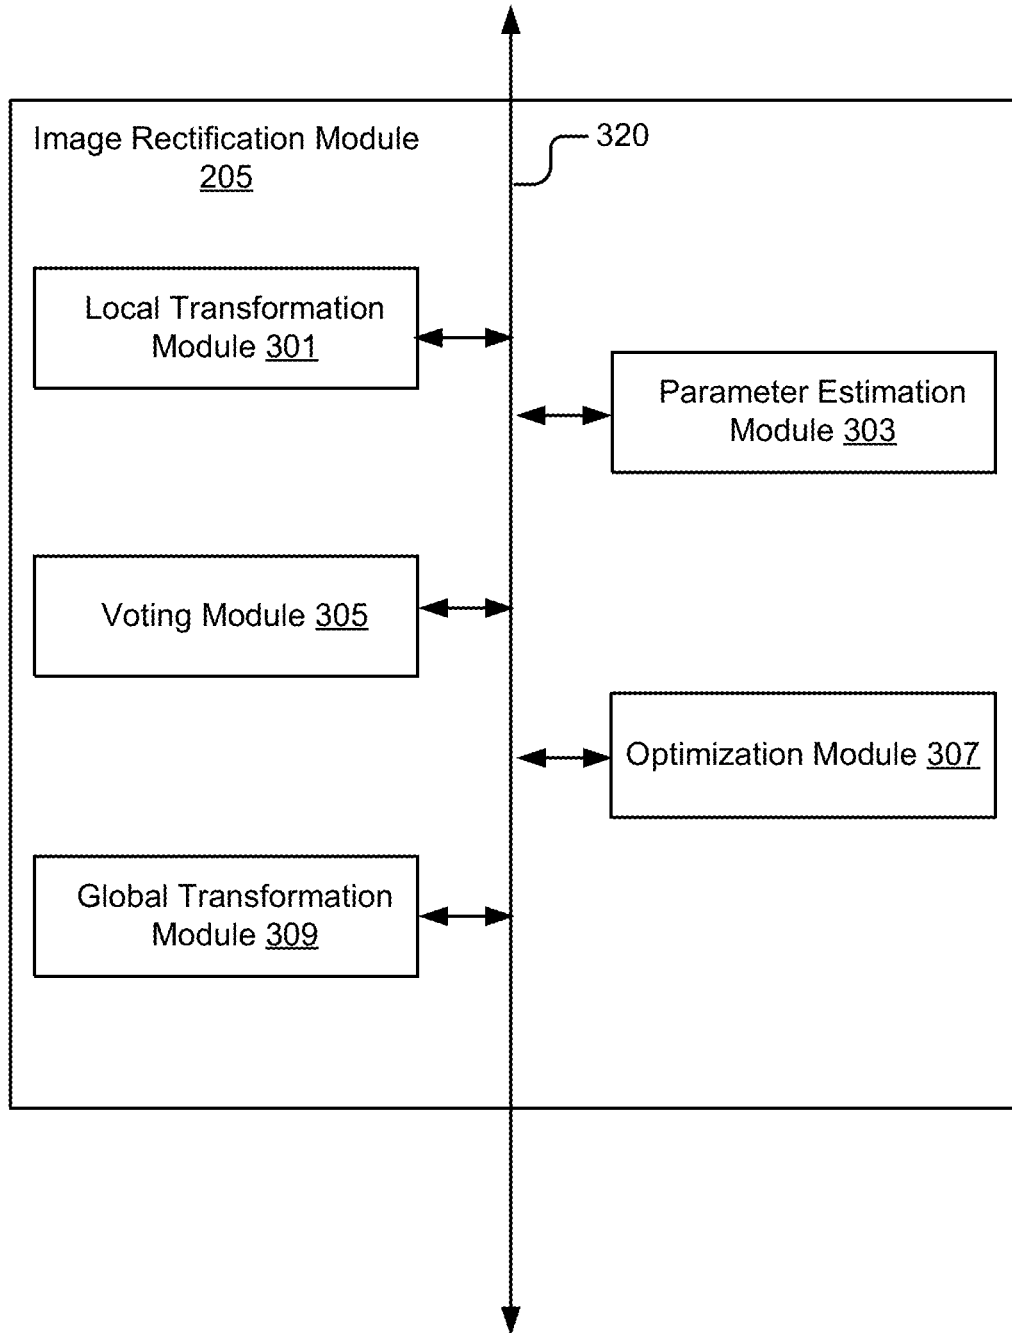 Image Rectification Module
205
320
Local Transformation
Module 301
Parameter Estimation
Module 303
Voting Module 305
Optimization Module 307
Global Transformation
Module 309